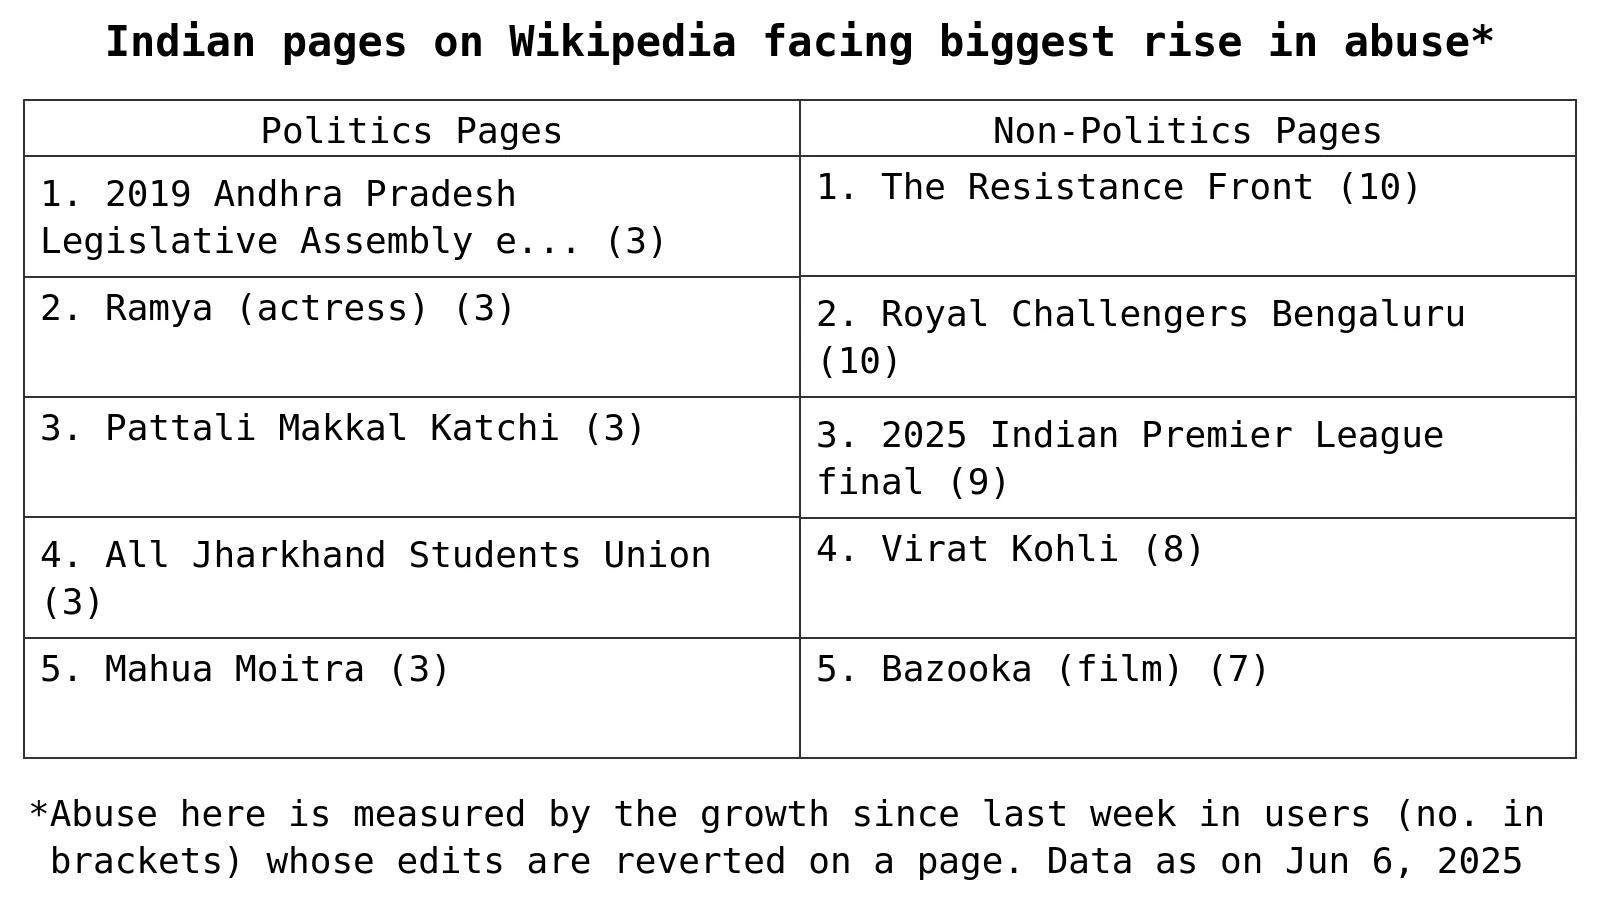 Indian pages on Wikipedia facing biggest rise in abuse*
Politics Pages
Non-Politics Pages
1. 2019 Andhra Pradesh
Legislative Assembly e... (3)
1. The Resistance Front (10)
2. Ramya (actress) (3)
2. Royal Challengers Bengaluru
(10)
3. Pattali Makkal Katchi (3)
3. 2025 Indian Premier League
final (9)
4. All Jharkhand Students Union
(3)
4. Virat Kohli (8)
5. Mahua Moitra (3)
5. Bazooka (film) (7)
*Abuse here is measured by the growth since last week in users (no. in
brackets) whose edits are reverted on a page. Data as on Jun 6, 2025